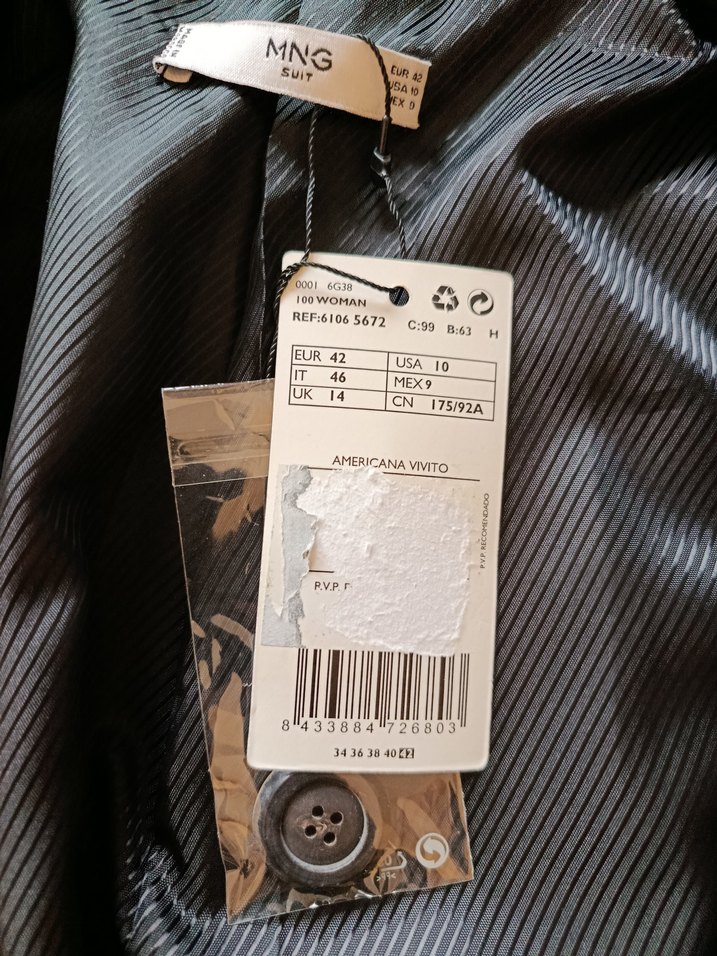 MADE IN
MNG
SUIT
EUR 42
USA 10
MEX 9
0001 6G38
100 WOMAN
REF:6106 5672 C:99 B:63 H
EUR 42 USA 10
IT 46 MEX 9
UK 14 CN 175/92A
AMERICANA VIVITO
P.V.P. RECOMENDADO
P.V.P.
8 433884 726803
34 36 38 40 42